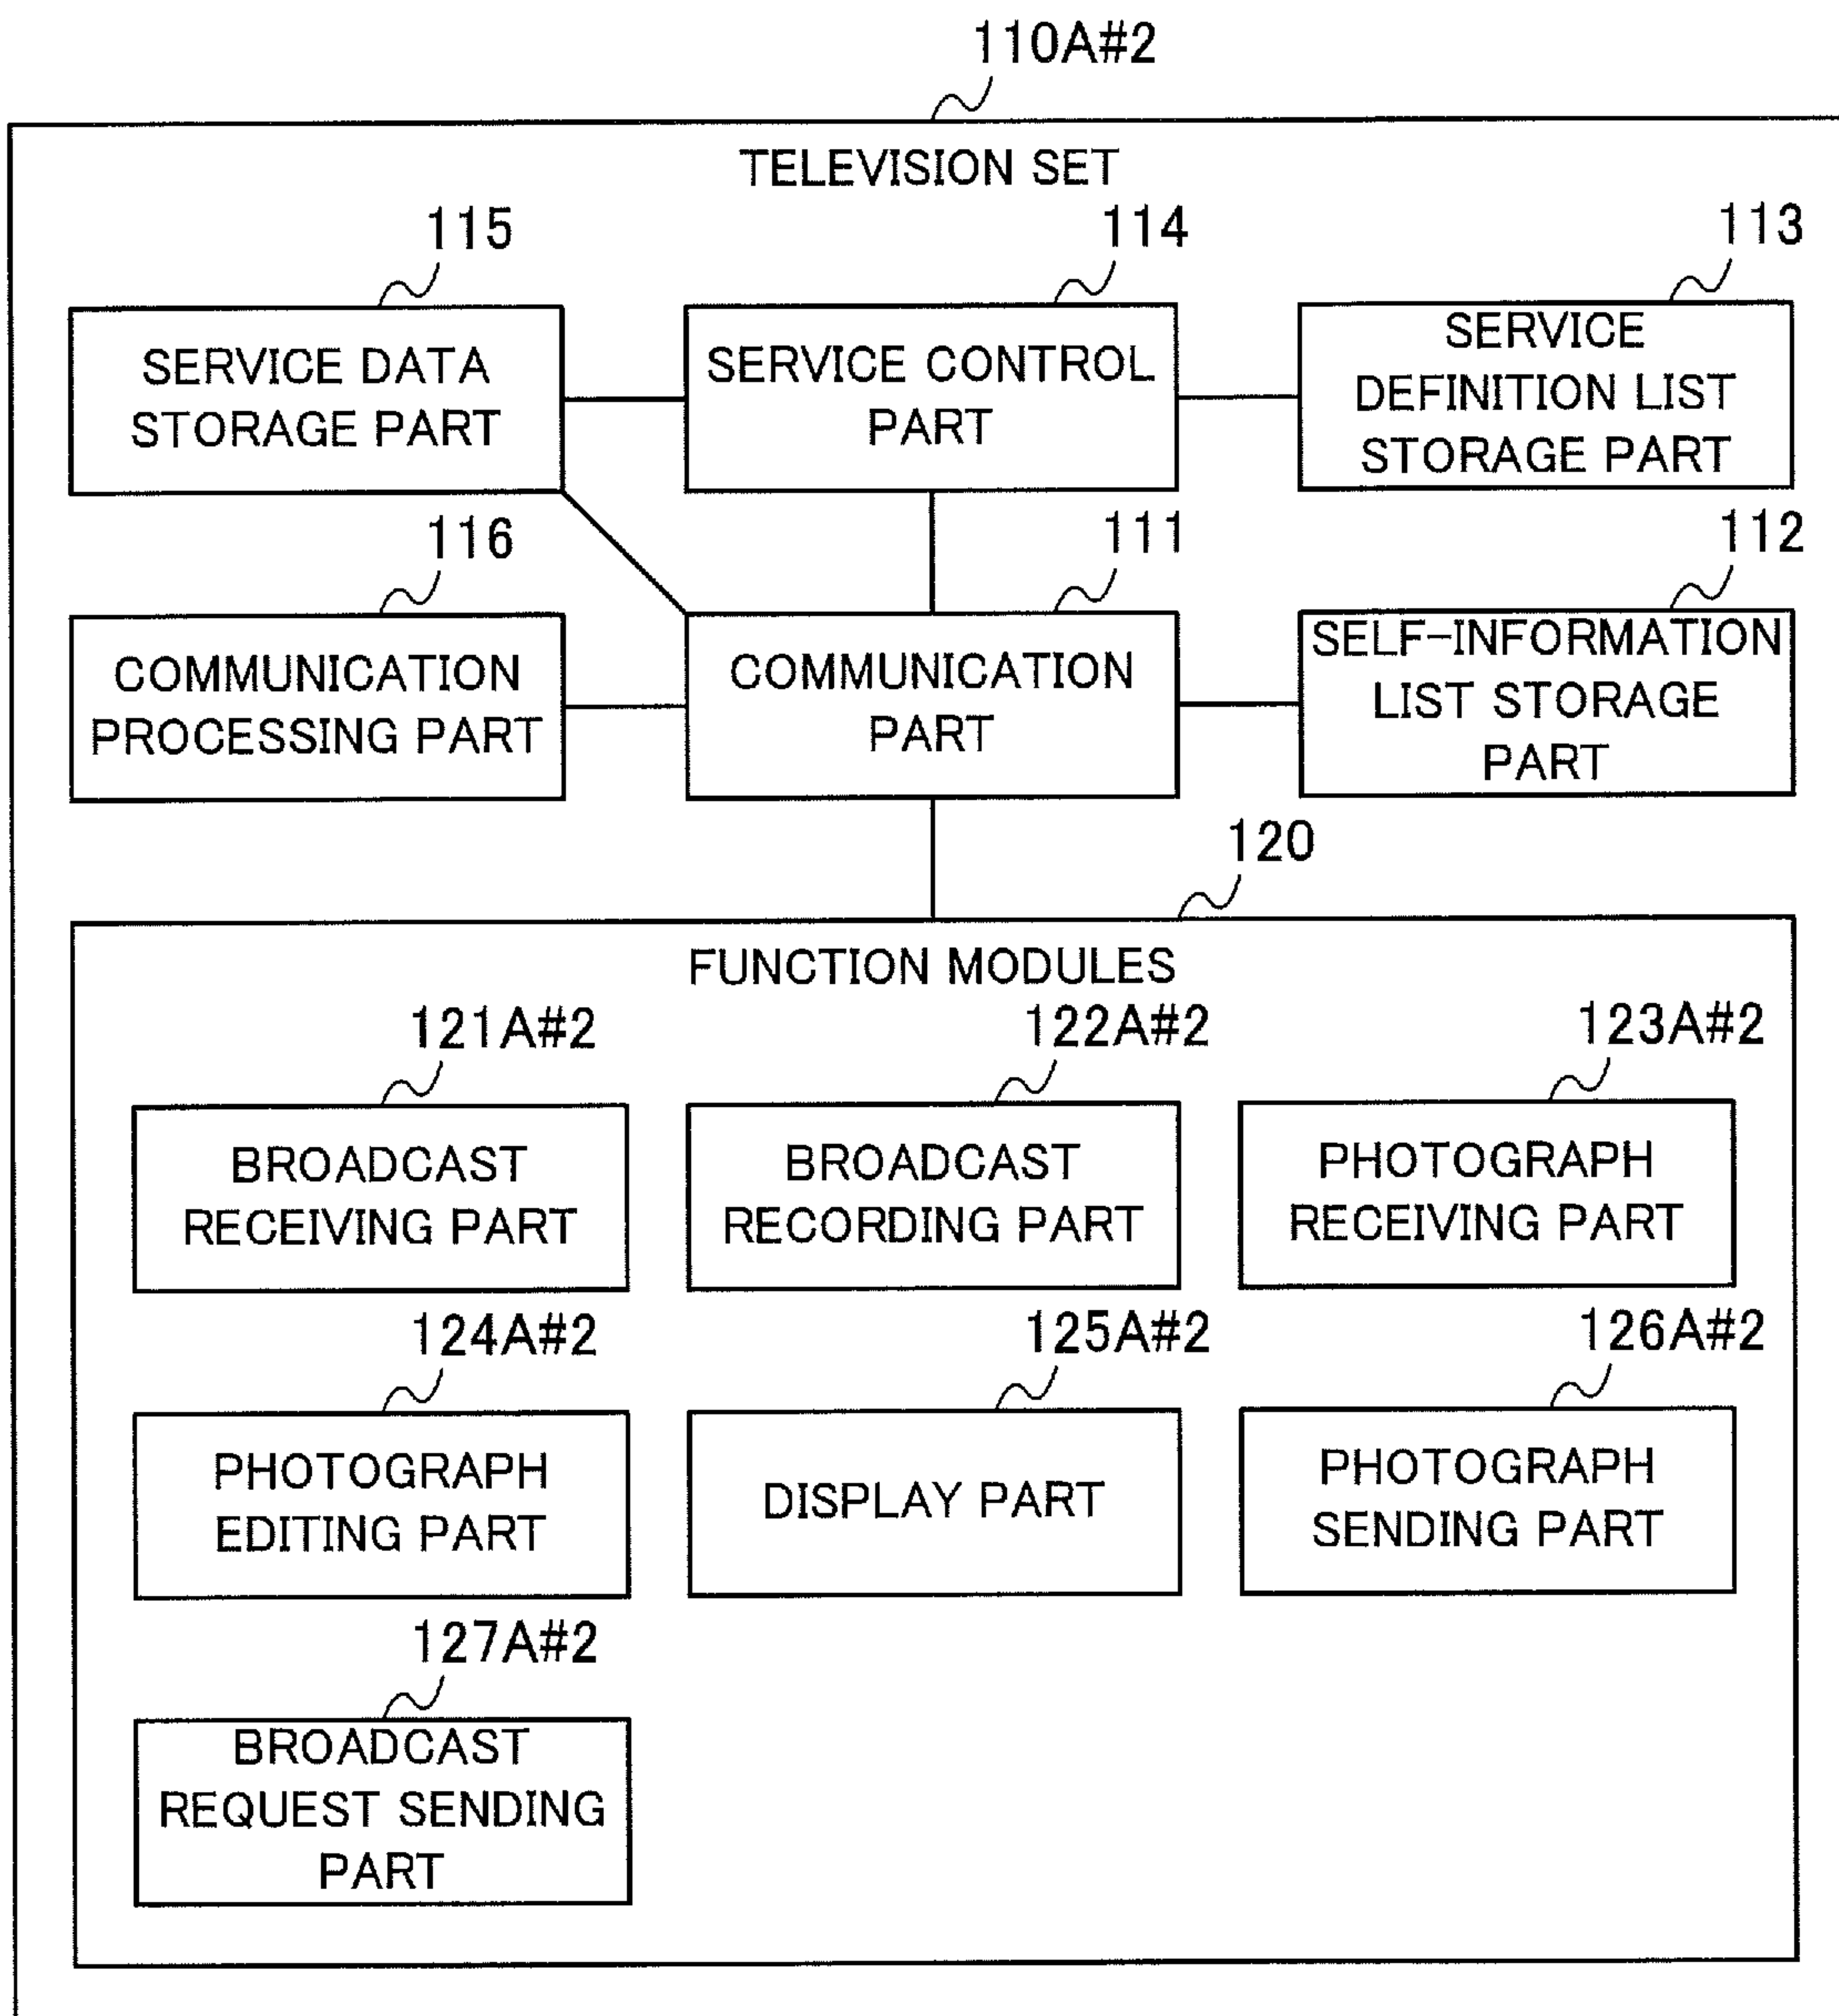 110A#2
TELEVISION SET
115
114
113
SERVICE DATA
STORAGE PART
SERVICE CONTROL
PART
SERVICE
DEFINITION LIST
STORAGE PART
116
111
112
COMMUNICATION
PROCESSING PART
COMMUNICATION
PART
SELF-INFORMATION
LIST STORAGE
PART
120
FUNCTION MODULES
121A#2
122A#2
123A#2
BROADCAST
RECEIVING PART
BROADCAST
RECORDING PART
PHOTOGRAPH
RECEIVING PART
124A#2
125A#2
126A#2
PHOTOGRAPH
EDITING PART
DISPLAY PART
PHOTOGRAPH
SENDING PART
127A#2
BROADCAST
REQUEST SENDING
PART